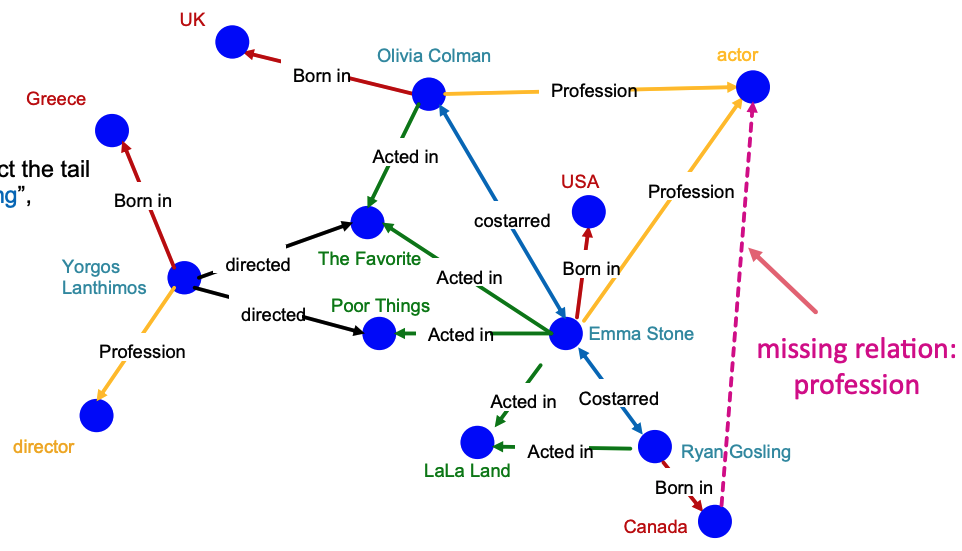 UK
Olivia Colman
actor
Born in
Profession
Greece
Acted in
ct the tail
ng”,
USA
Profession
Born in
costarred
The Favorite
directed
Born in
Acted in
Yorgos
Lanthimos
Poor Things
directed
Acted in
Emma Stone
missing relation:
profession
Profession
Acted in
Costarred
director
LaLa Land
Acted in
Ryan Gosling
Born in
Canada